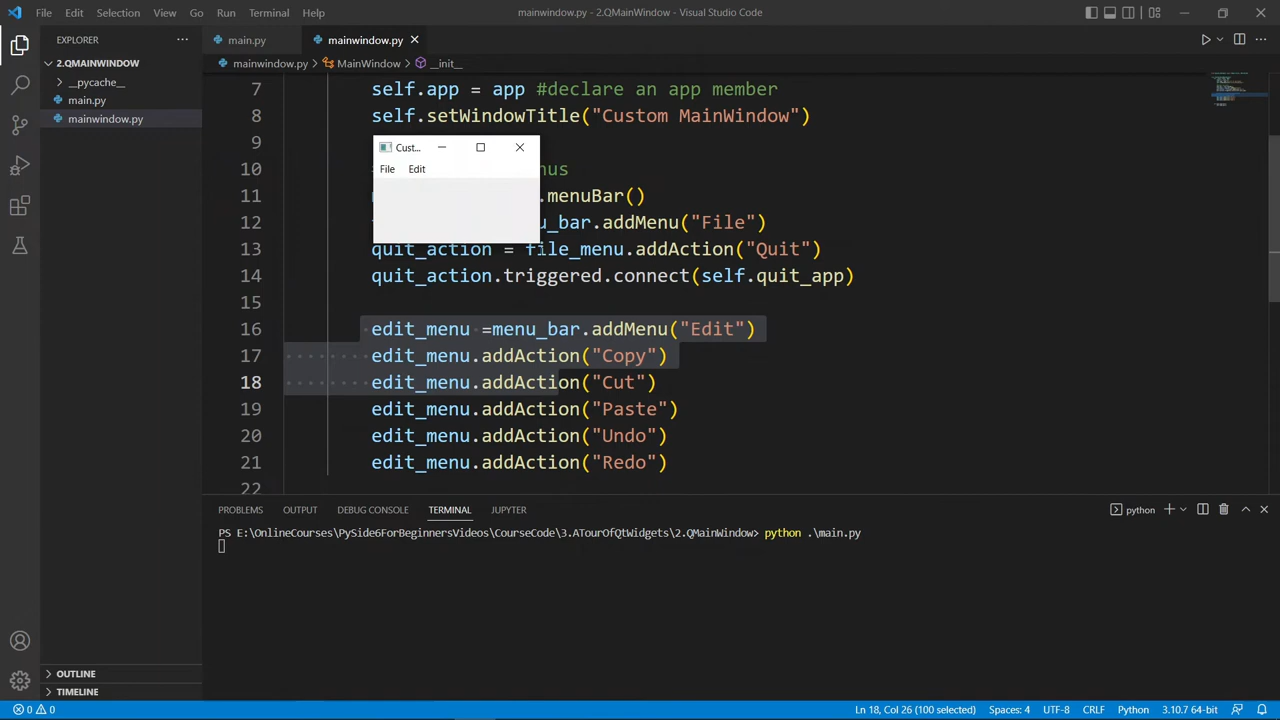 File Edit Selection View Go Run Terminal Help
mainwindow.py - 2.QMainWindow - Visual Studio Code
EXPLORER
2.QMAINWINDOW
__pycache__
main.py
mainwindow.py
OUTLINE
TIMELINE
main.py
mainwindow.py
mainwindow.py > MainWindow > __init__
7 self.app = app #declare an app member
8 self.setWindowTitle("Custom MainWindow")
9
Cust...
File Edit
10 nus
11 .menuBar()
12 u_bar.addMenu("File")
13 quit_action = file_menu.addAction("Quit")
14 quit_action.triggered.connect(self.quit_app)
15
16 edit_menu =menu_bar.addMenu("Edit")
17 edit_menu.addAction("Copy")
18 edit_menu.addAction("Cut")
19 edit_menu.addAction("Paste")
20 edit_menu.addAction("Undo")
21 edit_menu.addAction("Redo")
22
PROBLEMS OUTPUT DEBUG CONSOLE TERMINAL JUPYTER
python
PS E:\OnlineCourses\PySide6ForBeginnersVideos\CourseCode\3.ATourOfQtWidgets\2.QMainWindow> python .\main.py
0 0
Ln 18, Col 26 (100 selected) Spaces: 4 UTF-8 CRLF Python 3.10.7 64-bit